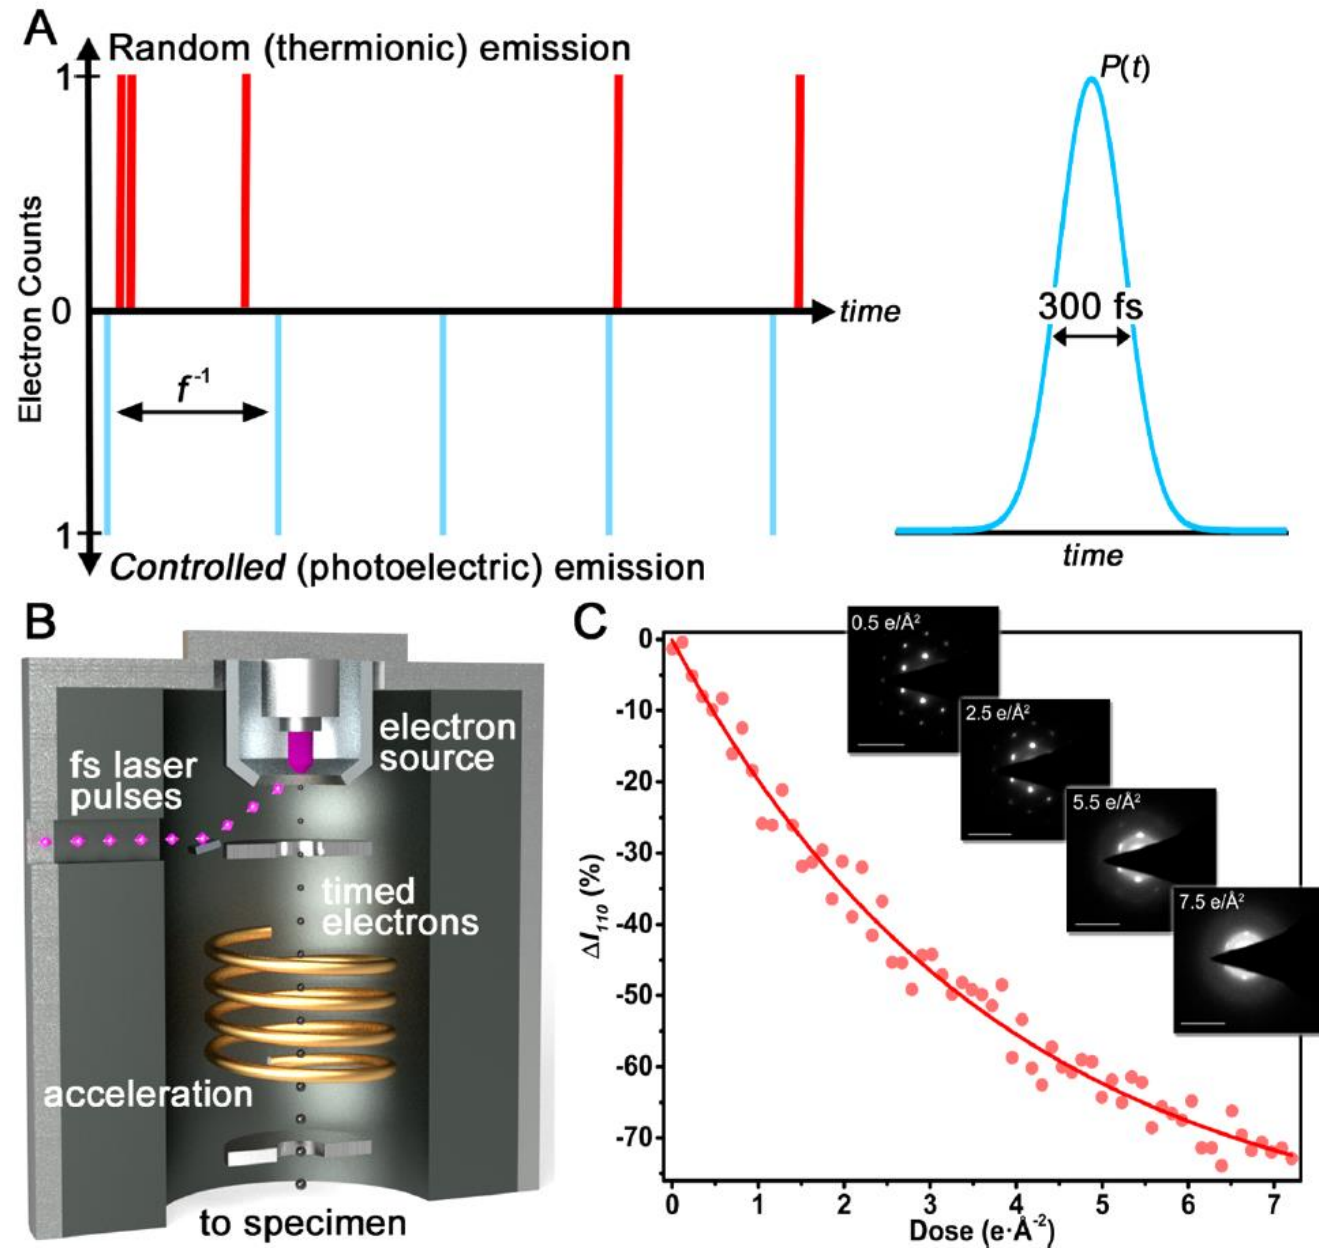 A
Random (thermionic) emission
1
Electron Counts
0
time
f⁻¹
1
Controlled (photoelectric) emission
P(t)
300 fs
time
B
fs laser
pulses
electron
source
timed
electrons
acceleration
to specimen
C
0
-10
-20
-30
-40
-50
-60
-70
ΔI₁₁₀ (%)
0.5 e/Å²
2.5 e/Å²
5.5 e/Å²
7.5 e/Å²
0 1 2 3 4 5 6 7
Dose (e·Å⁻²)